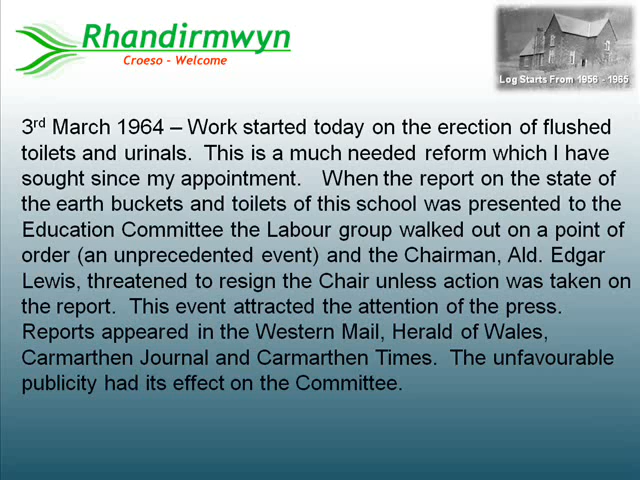 Rhandirmwyn
Croeso - Welcome
Log Starts From 1956 - 1965
3rd March 1964 – Work started today on the erection of flushed
toilets and urinals. This is a much needed reform which I have
sought since my appointment. When the report on the state of
the earth buckets and toilets of this school was presented to the
Education Committee the Labour group walked out on a point of
order (an unprecedented event) and the Chairman, Ald. Edgar
Lewis, threatened to resign the Chair unless action was taken on
the report. This event attracted the attention of the press.
Reports appeared in the Western Mail, Herald of Wales,
Carmarthen Journal and Carmarthen Times. The unfavourable
publicity had its effect on the Committee.